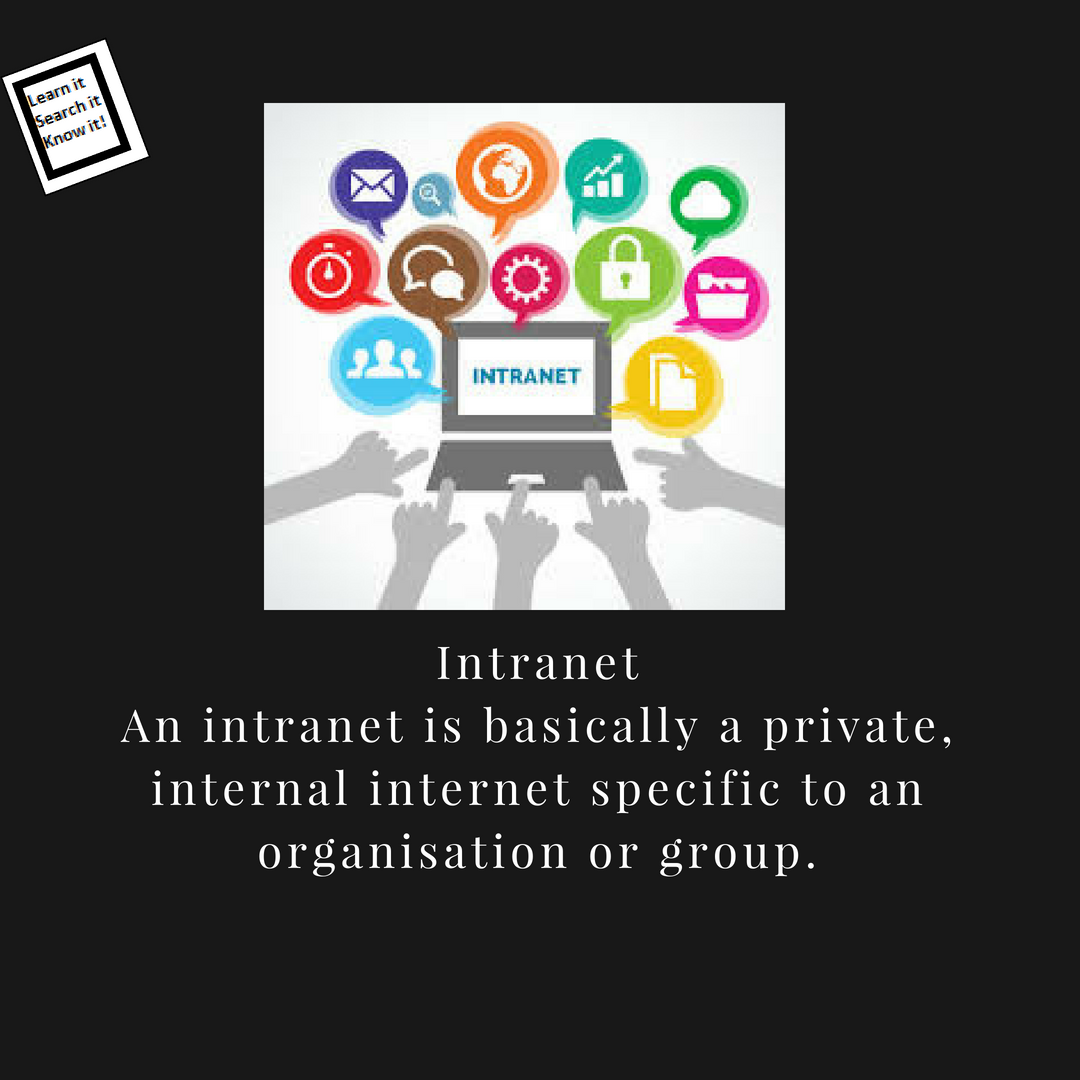 Learn it
Search it
Know it!
INTRANET
Intranet
An intranet is basically a private,
internal internet specific to an
organisation or group.